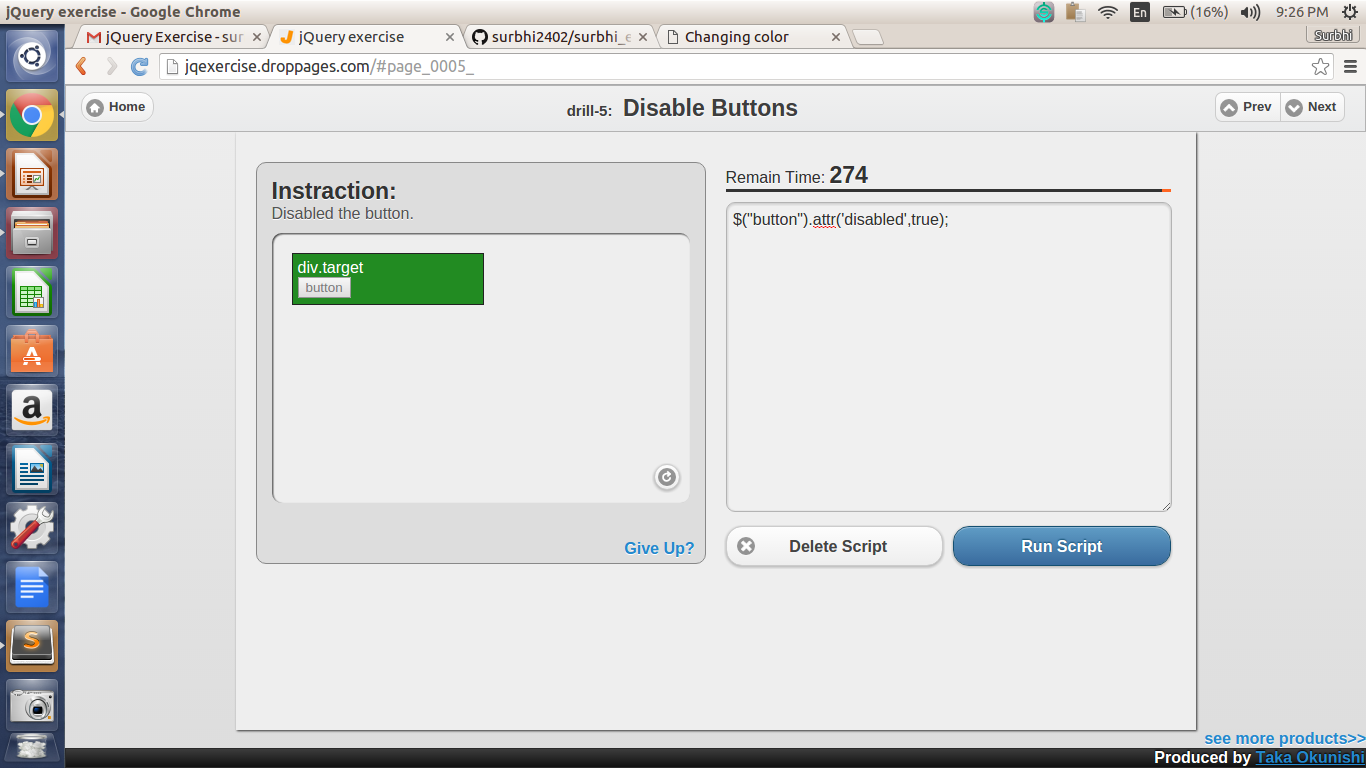 jQuery exercise - Google Chrome
En
(16%)
9:26 PM
jQuery Exercise - sur
jQuery exercise
surbhi2402/surbhi_e
Changing color
Surbhi
jqexercise.droppages.com/#page_0005_
Home
drill-5: Disable Buttons
Prev
Next
Instraction:
Disabled the button.
div.target
button
Give Up?
Remain Time: 274
$("button").attr('disabled',true);
Delete Script
Run Script
see more products>>
Produced by Taka Okunishi